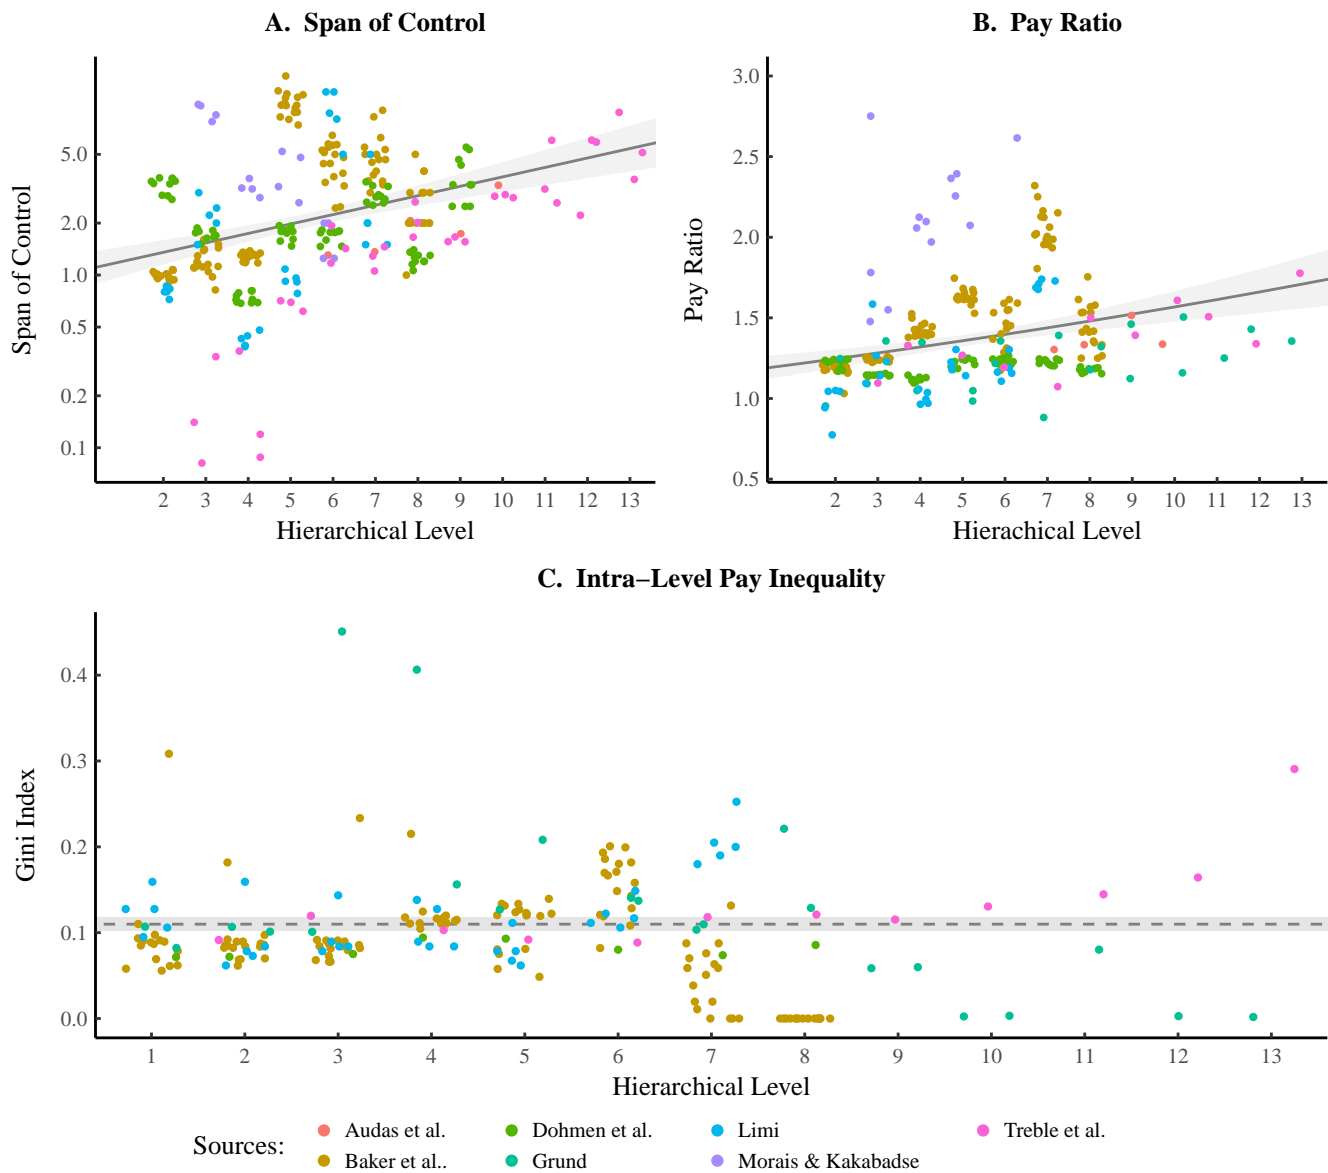 A. Span of Control
B. Pay Ratio
Span of Control
5.0
2.0
1.0
0.5
0.2
0.1
2 3 4 5 6 7 8 9 10 11 12 13
Hierarchical Level
Pay Ratio
3.0
2.5
2.0
1.5
1.0
0.5
2 3 4 5 6 7 8 9 10 11 12 13
Hierachical Level
C. Intra−Level Pay Inequality
Gini Index
0.4
0.3
0.2
0.1
0.0
1 2 3 4 5 6 7 8 9 10 11 12 13
Hierarchical Level
Sources:
Audas et al.
Dohmen et al.
Limi
Treble et al.
Baker et al..
Grund
Morais & Kakabadse